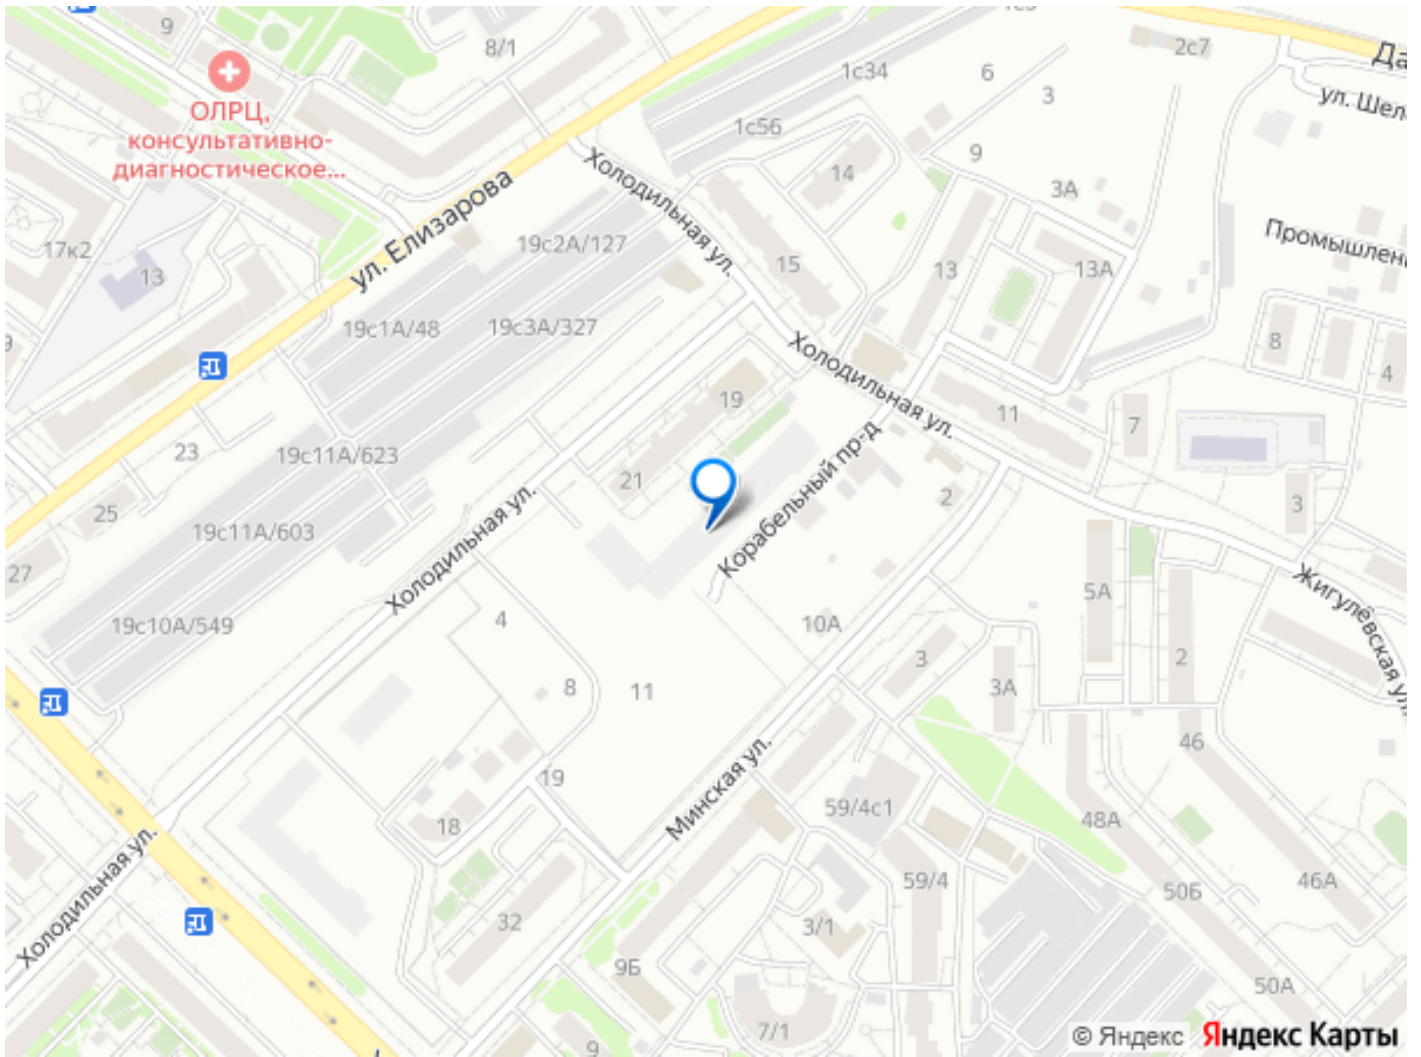 9
8/1
1с34
6
3
2с7
ул. Шел
ОЛРЦ,
консультативно-
диагностическое...
1с56
Холодильная ул.
14
9
3А
ул. Елизарова
17к2
13
19с2А/127
15
13
13А
Промышлен
19с1А/48
19с3А/327
Холодильная ул.
8
4
19
11
7
23
19с11А/623
21
Корабельный пр-д
2
3
25
19с11А/603
Холодильная ул.
27
19с10А/549
4
10А
5А
Жигулёвская ул.
3
2
8
11
3А
46
19
Минская ул.
59/4с1
48А
18
Холодильная ул.
59/4
50Б
46А
32
3/1
9Б
50А
7/1
9
© Яндекс Яндекс Карты